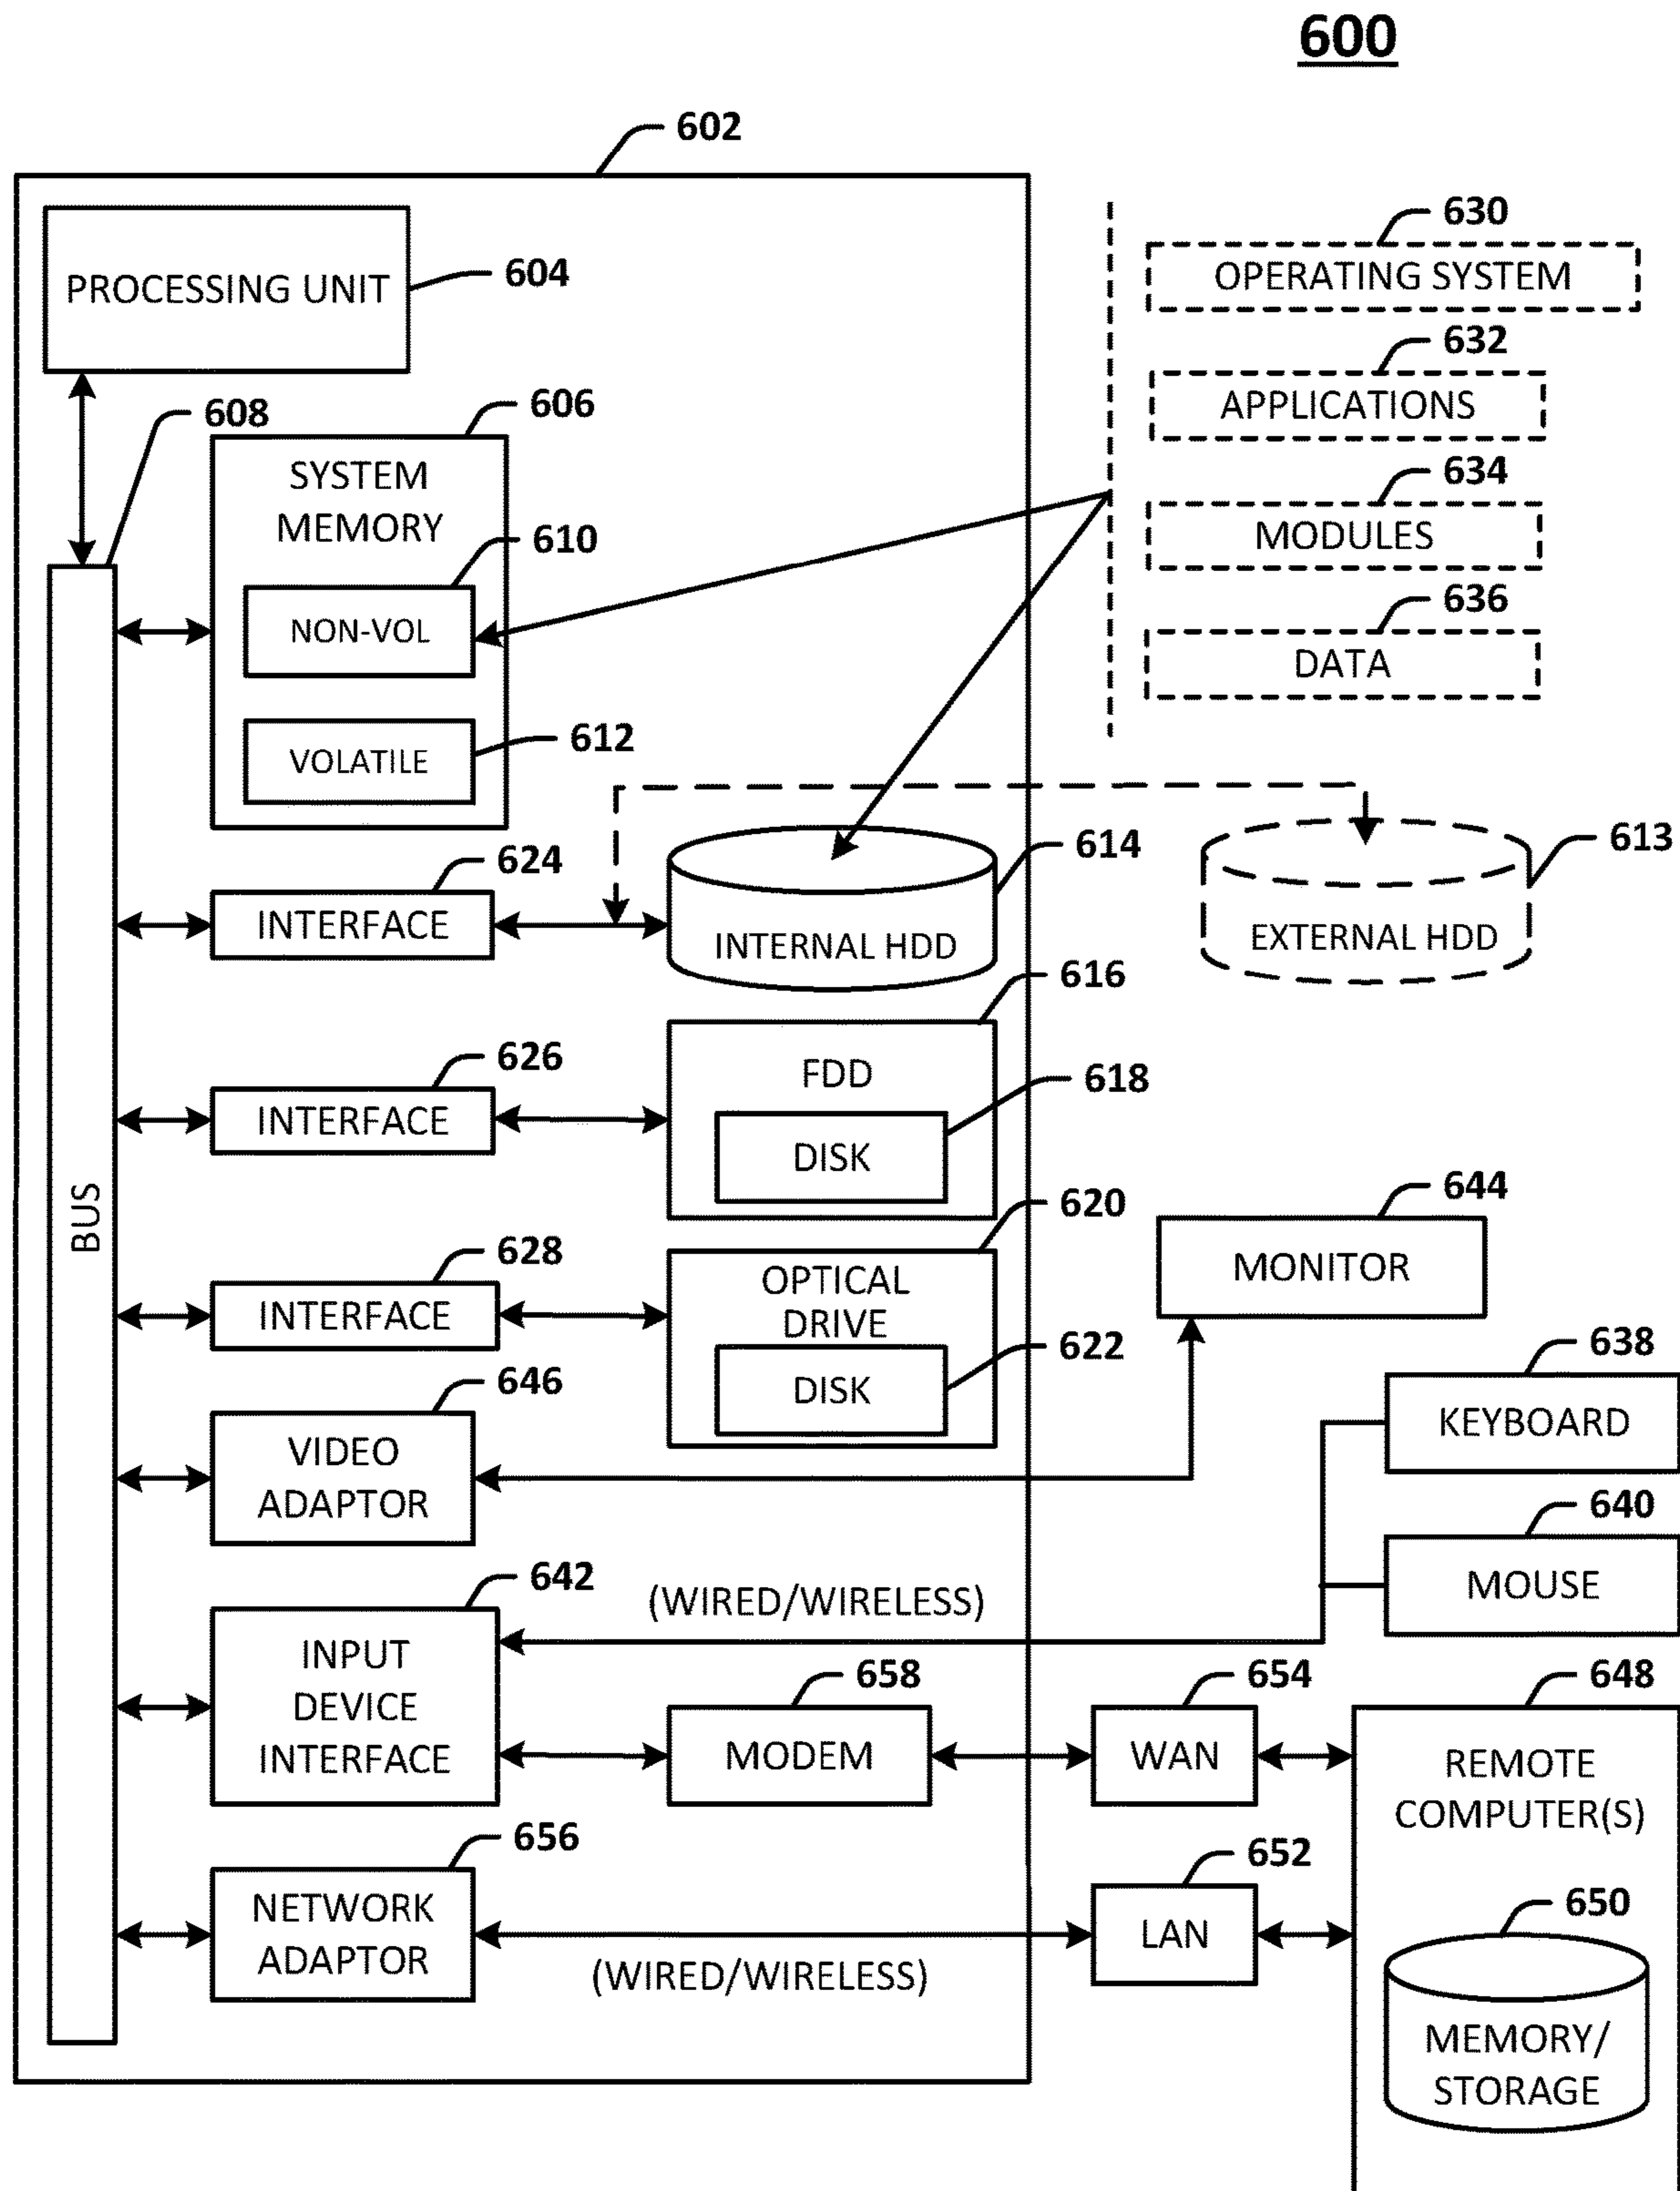 600
602
PROCESSING UNIT
604
630
OPERATING SYSTEM
632
APPLICATIONS
634
MODULES
636
DATA
608
606
SYSTEM
MEMORY
610
NON-VOL
612
VOLATILE
624
INTERFACE
614
INTERNAL HDD
613
EXTERNAL HDD
616
FDD
626
INTERFACE
618
DISK
BUS
620
OPTICAL
DRIVE
628
INTERFACE
622
DISK
644
MONITOR
646
VIDEO
ADAPTOR
638
KEYBOARD
640
MOUSE
642
INPUT
DEVICE
INTERFACE
(WIRED/WIRELESS)
658
MODEM
654
WAN
648
REMOTE
COMPUTER(S)
656
NETWORK
ADAPTOR
(WIRED/WIRELESS)
652
LAN
650
MEMORY/
STORAGE